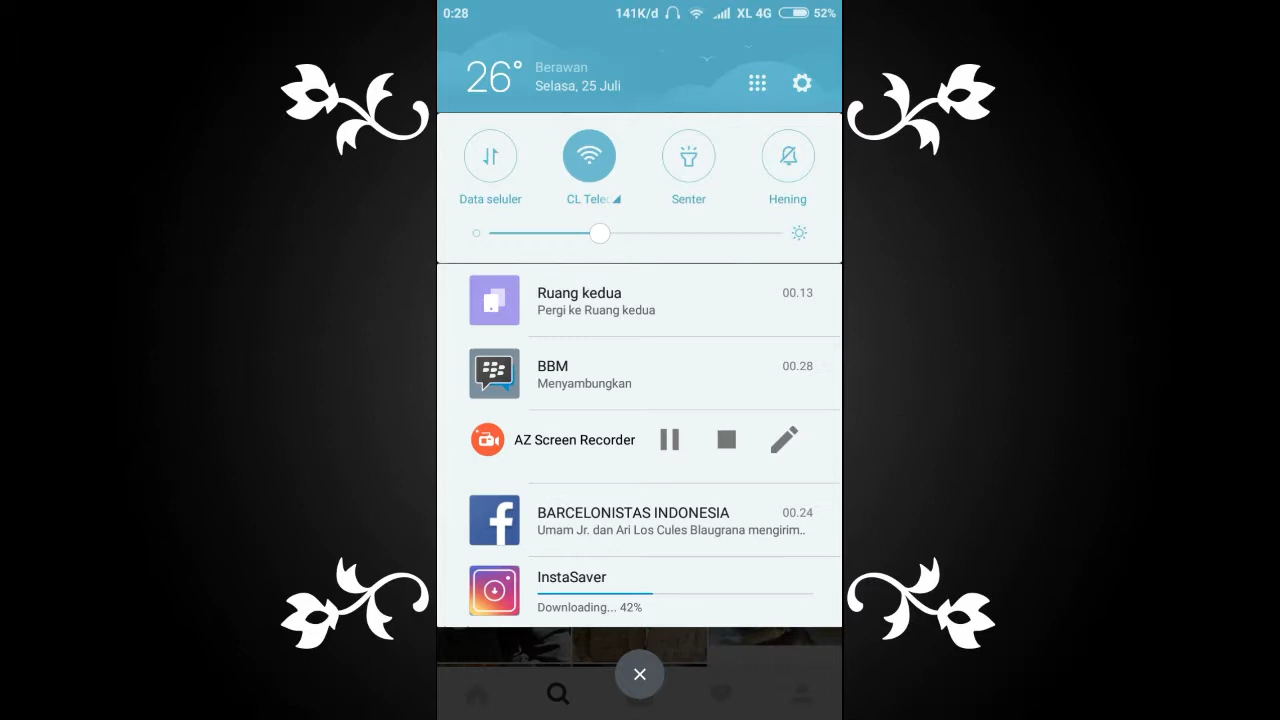 0:28
141K/d
XL 4G
52%
26°
Berawan
Selasa, 25 Juli
Data seluler
CL Telec
Senter
Hening
Ruang kedua
00.13
Pergi ke Ruang kedua
BBM
00.28
Menyambungkan
AZ Screen Recorder
BARCELONISTAS INDONESIA
00.24
Umam Jr. dan Ari Los Cules Blaugrana mengirim..
InstaSaver
Downloading... 42%